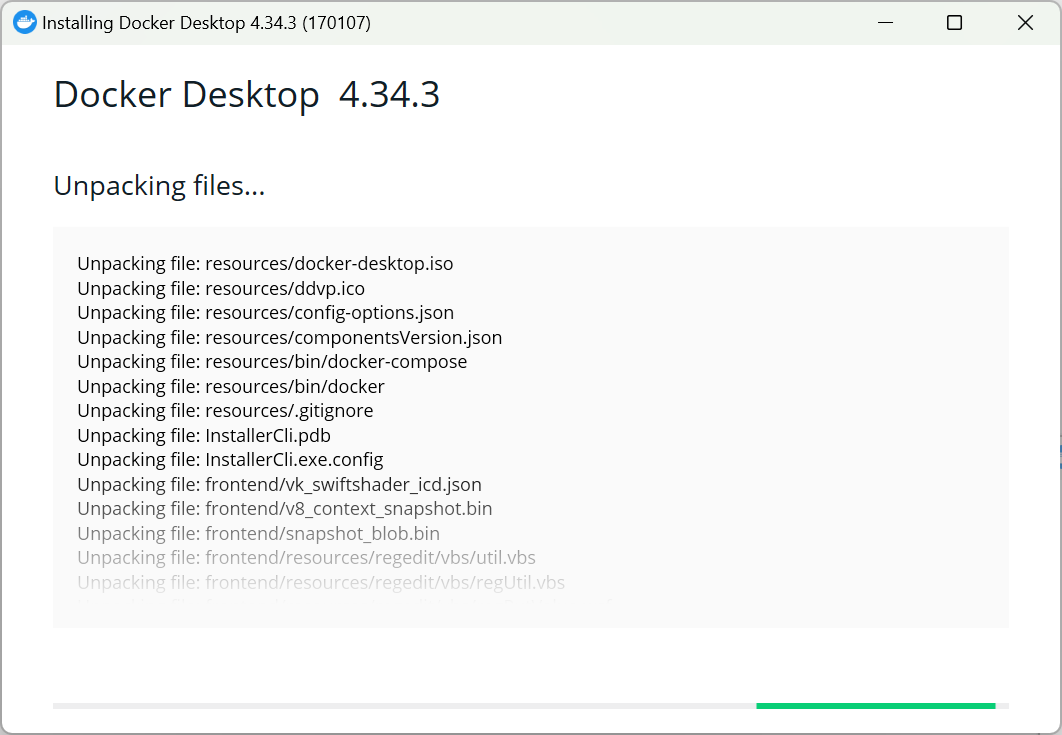 Installing Docker Desktop 4.34.3 (170107)
Docker Desktop 4.34.3
Unpacking files...
Unpacking file: resources/docker-desktop.iso
Unpacking file: resources/ddvp.ico
Unpacking file: resources/config-options.json
Unpacking file: resources/componentsVersion.json
Unpacking file: resources/bin/docker-compose
Unpacking file: resources/bin/docker
Unpacking file: resources/.gitignore
Unpacking file: InstallerCli.pdb
Unpacking file: InstallerCli.exe.config
Unpacking file: frontend/vk_swiftshader_icd.json
Unpacking file: frontend/v8_context_snapshot.bin
Unpacking file: frontend/snapshot_blob.bin
Unpacking file: frontend/resources/regedit/vbs/util.vbs
Unpacking file: frontend/resources/regedit/vbs/regUtil.vbs